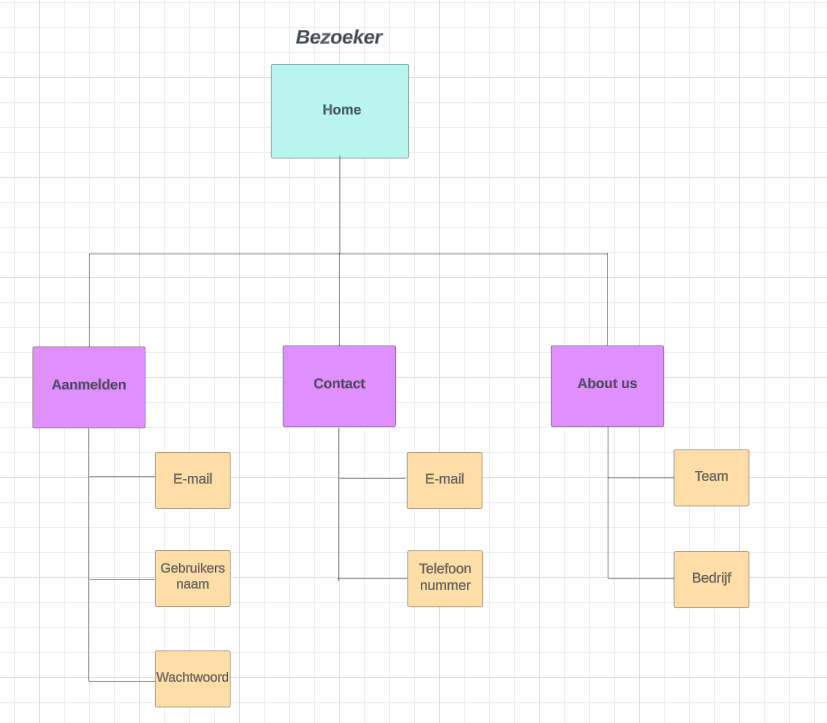 Bezoeker
Home
Aanmelden
Contact
About us
E-mail
E-mail
Team
Gebruikers
naam
Telefoon
nummer
Bedrijf
Wachtwoord